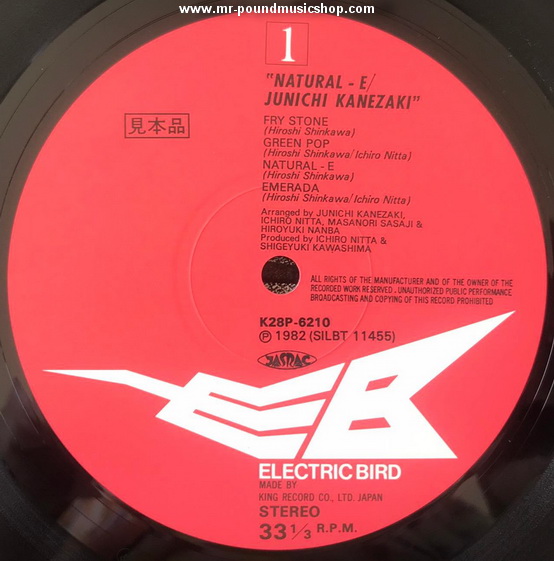 www.mr-poundmusicshop.com
1
"NATURAL - E/
JUNICHI KANEZAKI"
見本品
FRY STONE
(Hiroshi Shinkawa)
GREEN POP
(Hiroshi Shinkawa/Ichiro Nitta)
NATURAL - E
(Hiroshi Shinkawa)
EMERADA
(Hiroshi Shinkawa/Ichiro Nitta)
Arranged by JUNICHI KANEZAKI,
ICHIRO NITTA, MASANORI SASAJI &
HIROYUKI NANBA
Produced by ICHIRO NITTA &
SHIGEYUKI KAWASHIMA
ALL RIGHTS OF THE MANUFACTURER AND OF THE OWNER OF THE
RECORDED WORK RESERVED. UNAUTHORIZED PUBLIC PERFORMANCE
BROADCASTING AND COPYING OF THIS RECORD PROHIBITED
K28P-6210
Ⓟ 1982 (SILBT 11455)
JASRAC
EB
ELECTRIC BIRD
MADE BY
KING RECORD CO., LTD. JAPAN
STEREO
33 1/3 R.P.M.